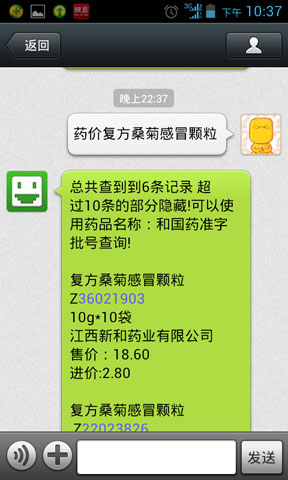 3G
下午 10:37
返回
晚上22:37
药价复方桑菊感冒颗粒
总共查到到6条记录 超
过10条的部分隐藏!可以使
用药品名称：和国药准字
批号查询!
复方桑菊感冒颗粒
Z36021903
10g*10袋
江西新和药业有限公司
售价：18.60
进价:2.80
复方桑菊感冒颗粒
Z22023826
发送